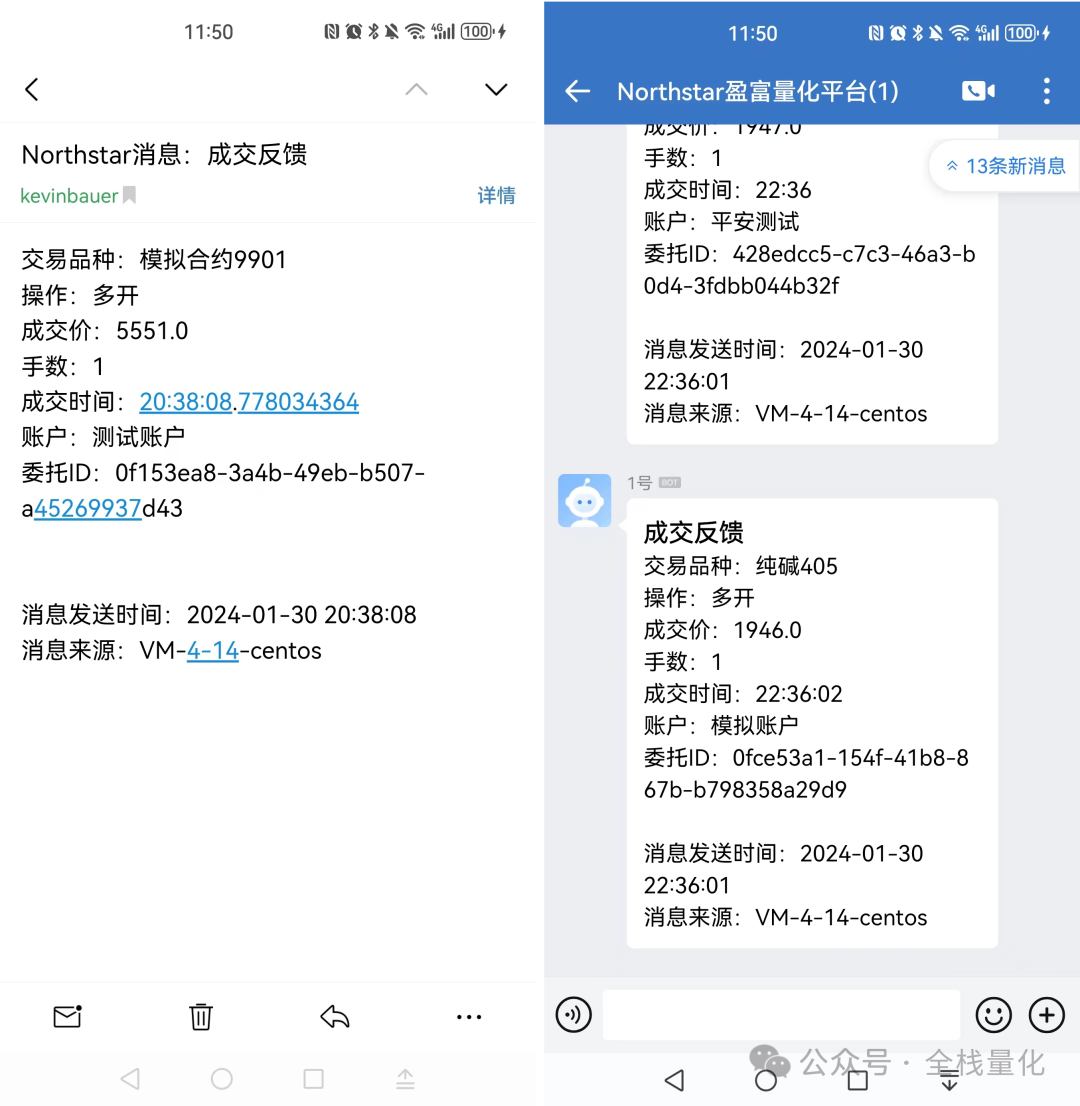 11:50
4G
100
Northstar消息：成交反馈
kevinbauer
详情
交易品种：模拟合约9901
操作：多开
成交价：5551.0
手数：1
成交时间：20:38:08.778034364
账户：测试账户
委托ID：0f153ea8-3a4b-49eb-b507-
a45269937d43
消息发送时间：2024-01-30 20:38:08
消息来源：VM-4-14-centos
11:50
4G
100
Northstar盈富量化平台(1)
成交价：1947.0
13条新消息
手数：1
成交时间：22:36
账户：平安测试
委托ID：428edcc5-c7c3-46a3-b
0d4-3fdbb044b32f
消息发送时间：2024-01-30
22:36:01
消息来源：VM-4-14-centos
1号 BOT
成交反馈
交易品种：纯碱405
操作：多开
成交价：1946.0
手数：1
成交时间：22:36:02
账户：模拟账户
委托ID：0fce53a1-154f-41b8-8
67b-b798358a29d9
消息发送时间：2024-01-30
22:36:01
消息来源：VM-4-14-centos
公众号 · 全栈量化